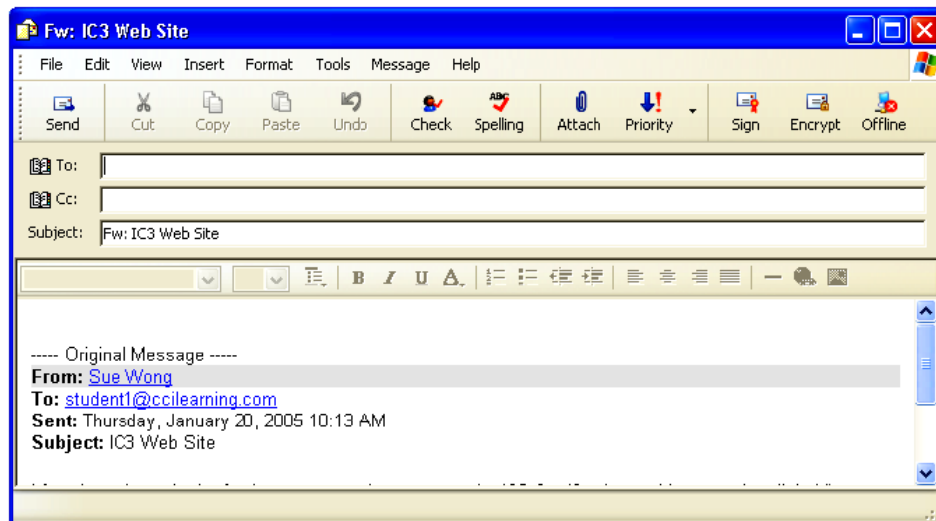 Fw: IC3 Web Site
File Edit View Insert Format Tools Message Help
ABC
Send Cut Copy Paste Undo Check Spelling Attach Priority Sign Encrypt Offline
To:
Cc:
Subject: Fw: IC3 Web Site
B I U A
----- Original Message -----
From: Sue Wong
To: student1@ccilearning.com
Sent: Thursday, January 20, 2005 10:13 AM
Subject: IC3 Web Site